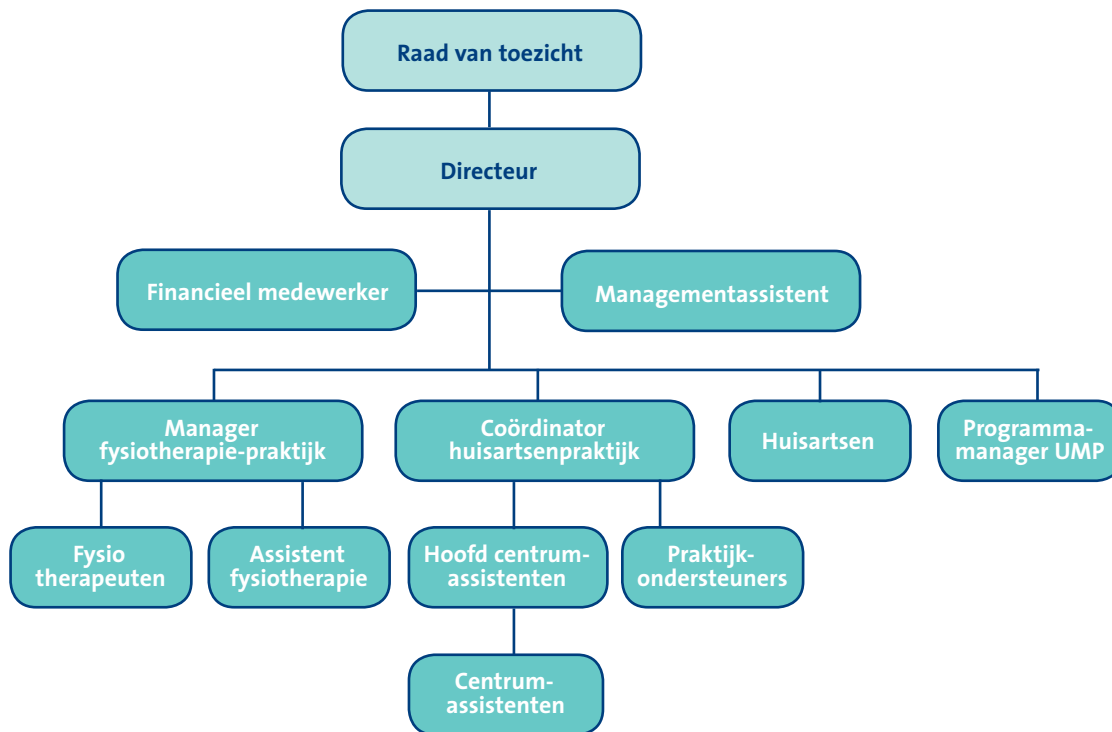 Raad van toezicht
Directeur
Financieel medewerker
Managementassistent
Manager
fysiotherapie-praktijk
Coördinator
huisartsenpraktijk
Huisartsen
Programma-
manager UMP
Fysio
therapeuten
Assistent
fysiotherapie
Hoofd centrum-
assistenten
Praktijk-
ondersteuners
Centrum-
assistenten